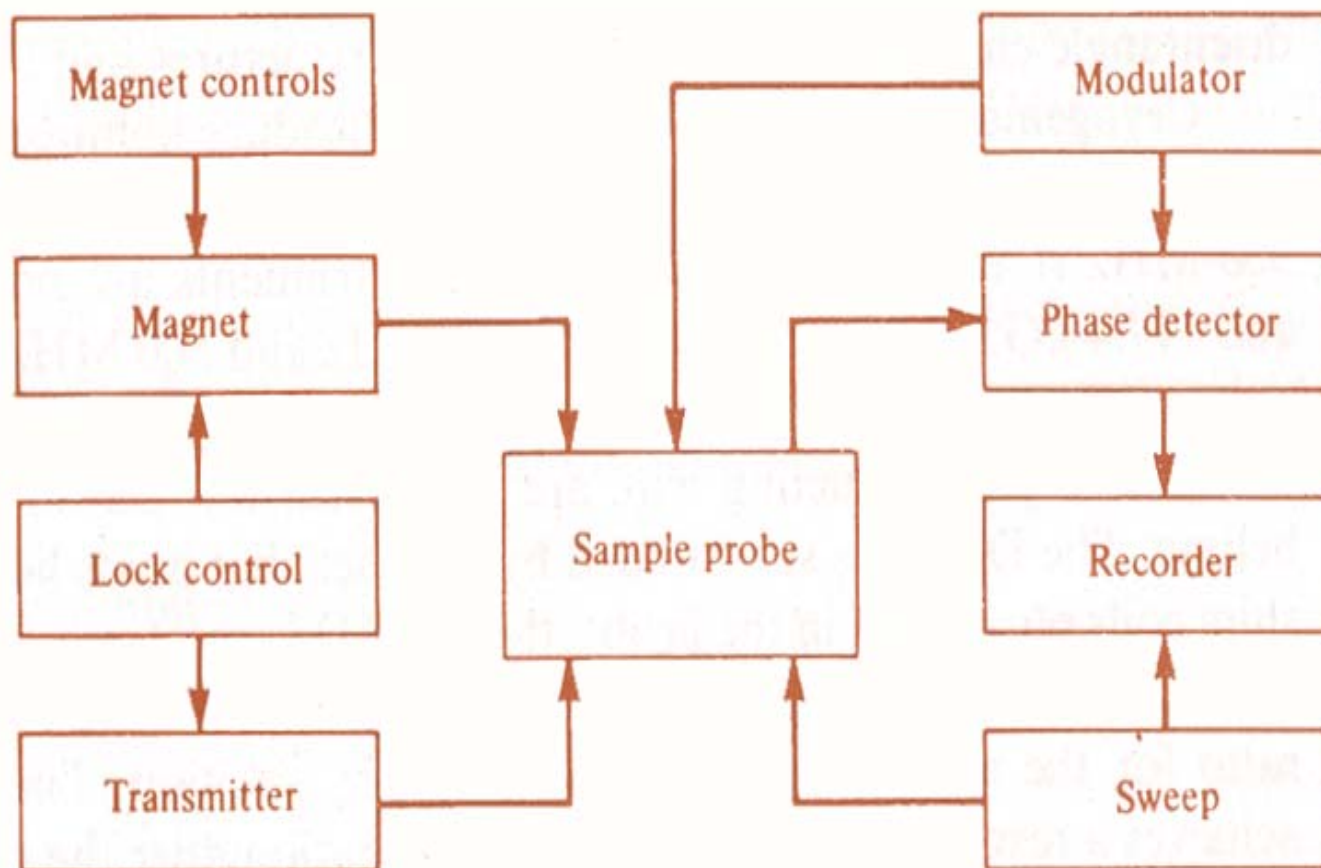 Magnet controls
Modulator
Magnet
Phase detector
Sample probe
Lock control
Recorder
Transmitter
Sweep